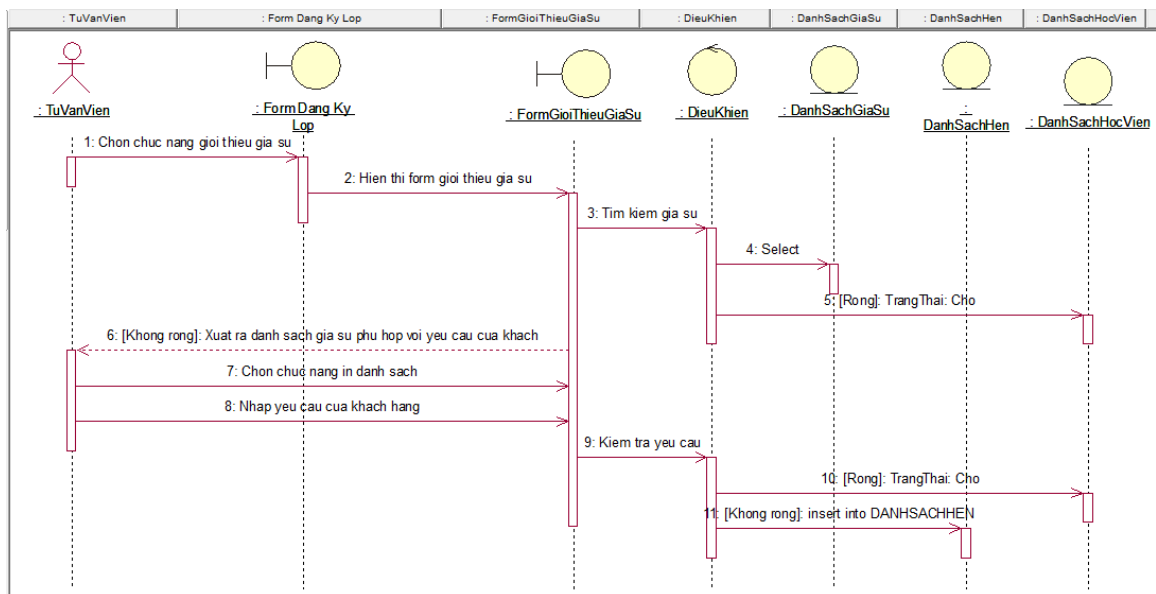 : TuVanVien
: Form Dang Ky Lop
: FormGioiThieuGiaSu
: DieuKhien
: DanhSachGiaSu
: DanhSachHen
: DanhSachHocVien
: TuVanVien
: Form Dang Ky
Lop
: FormGioiThieuGiaSu
: DieuKhien
: DanhSachGiaSu
:
DanhSachHen
: DanhSachHocVien
1: Chon chuc nang gioi thieu gia su
2: Hien thi form gioi thieu gia su
3: Tim kiem gia su
4: Select
5: [Rong]: TrangThai: Cho
6: [Khong rong]: Xuat ra danh sach gia su phu hop voi yeu cau cua khach
7: Chon chuc nang in danh sach
8: Nhap yeu cau cua khach hang
9: Kiem tra yeu cau
10: [Rong]: TrangThai: Cho
11: [Khong rong]: insert into DANHSACHHEN